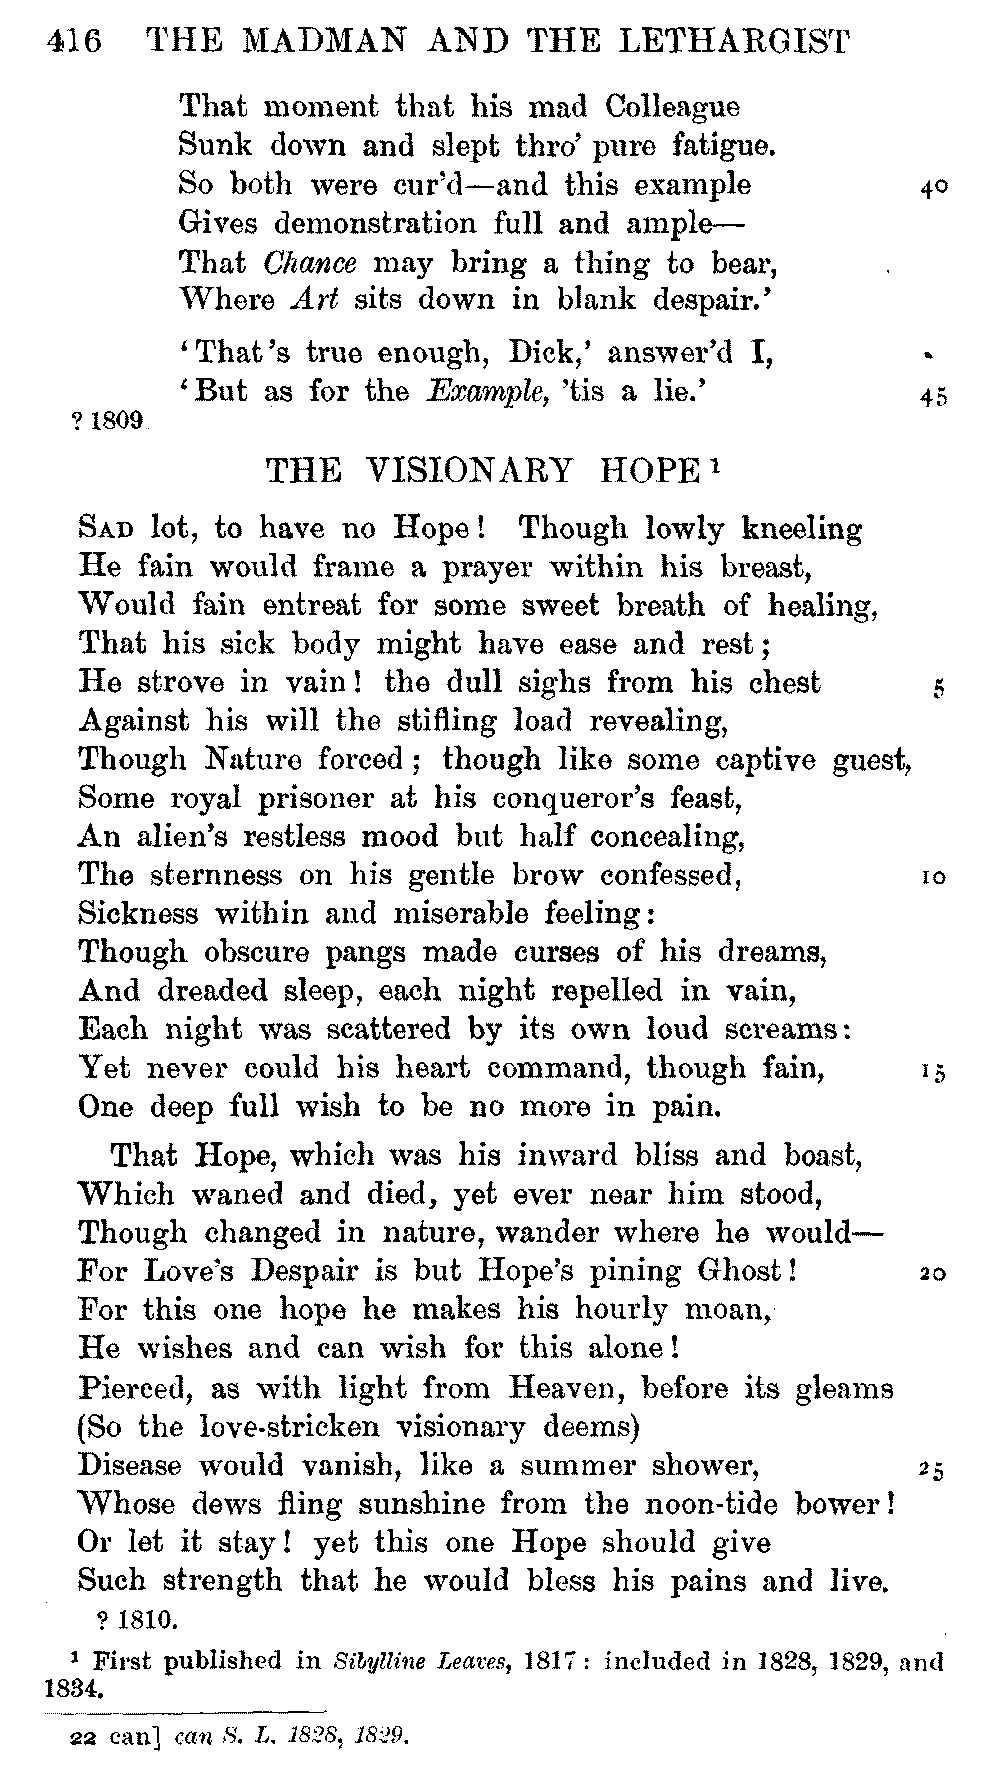 416 THE MADMAN AND THE LETHARGIST
That moment that his mad Colleague
Sunk down and slept thro' pure fatigue.
So both were cur'd—and this example 40
Gives demonstration full and ample—
That Chance may bring a thing to bear,
Where Art sits down in blank despair.'
'That's true enough, Dick,' answer'd I,
'But as for the Example, 'tis a lie.' 45
? 1809
THE VISIONARY HOPE ¹
SAD lot, to have no Hope! Though lowly kneeling
He fain would frame a prayer within his breast,
Would fain entreat for some sweet breath of healing,
That his sick body might have ease and rest;
He strove in vain! the dull sighs from his chest 5
Against his will the stifling load revealing,
Though Nature forced; though like some captive guest,
Some royal prisoner at his conqueror's feast,
An alien's restless mood but half concealing,
The sternness on his gentle brow confessed, 10
Sickness within and miserable feeling:
Though obscure pangs made curses of his dreams,
And dreaded sleep, each night repelled in vain,
Each night was scattered by its own loud screams:
Yet never could his heart command, though fain, 15
One deep full wish to be no more in pain.
That Hope, which was his inward bliss and boast,
Which waned and died, yet ever near him stood,
Though changed in nature, wander where he would—
For Love's Despair is but Hope's pining Ghost! 20
For this one hope he makes his hourly moan,
He wishes and can wish for this alone!
Pierced, as with light from Heaven, before its gleams
(So the love-stricken visionary deems)
Disease would vanish, like a summer shower, 25
Whose dews fling sunshine from the noon-tide bower!
Or let it stay! yet this one Hope should give
Such strength that he would bless his pains and live.
? 1810.
¹ First published in Sibylline Leaves, 1817: included in 1828, 1829, and
1834.
22 can] can S. L. 1828, 1829.